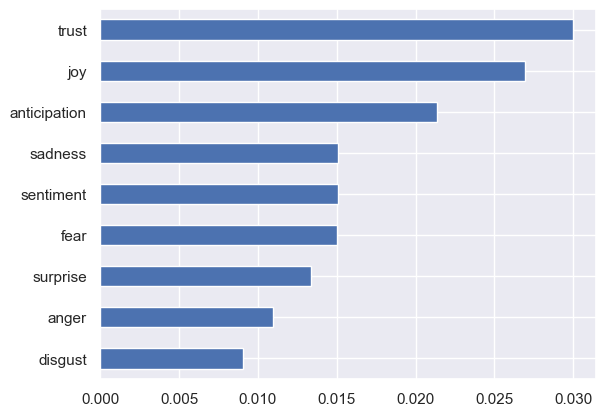 trust
joy
anticipation
sadness
sentiment
fear
surprise
anger
disgust
0.000 0.005 0.010 0.015 0.020 0.025 0.030